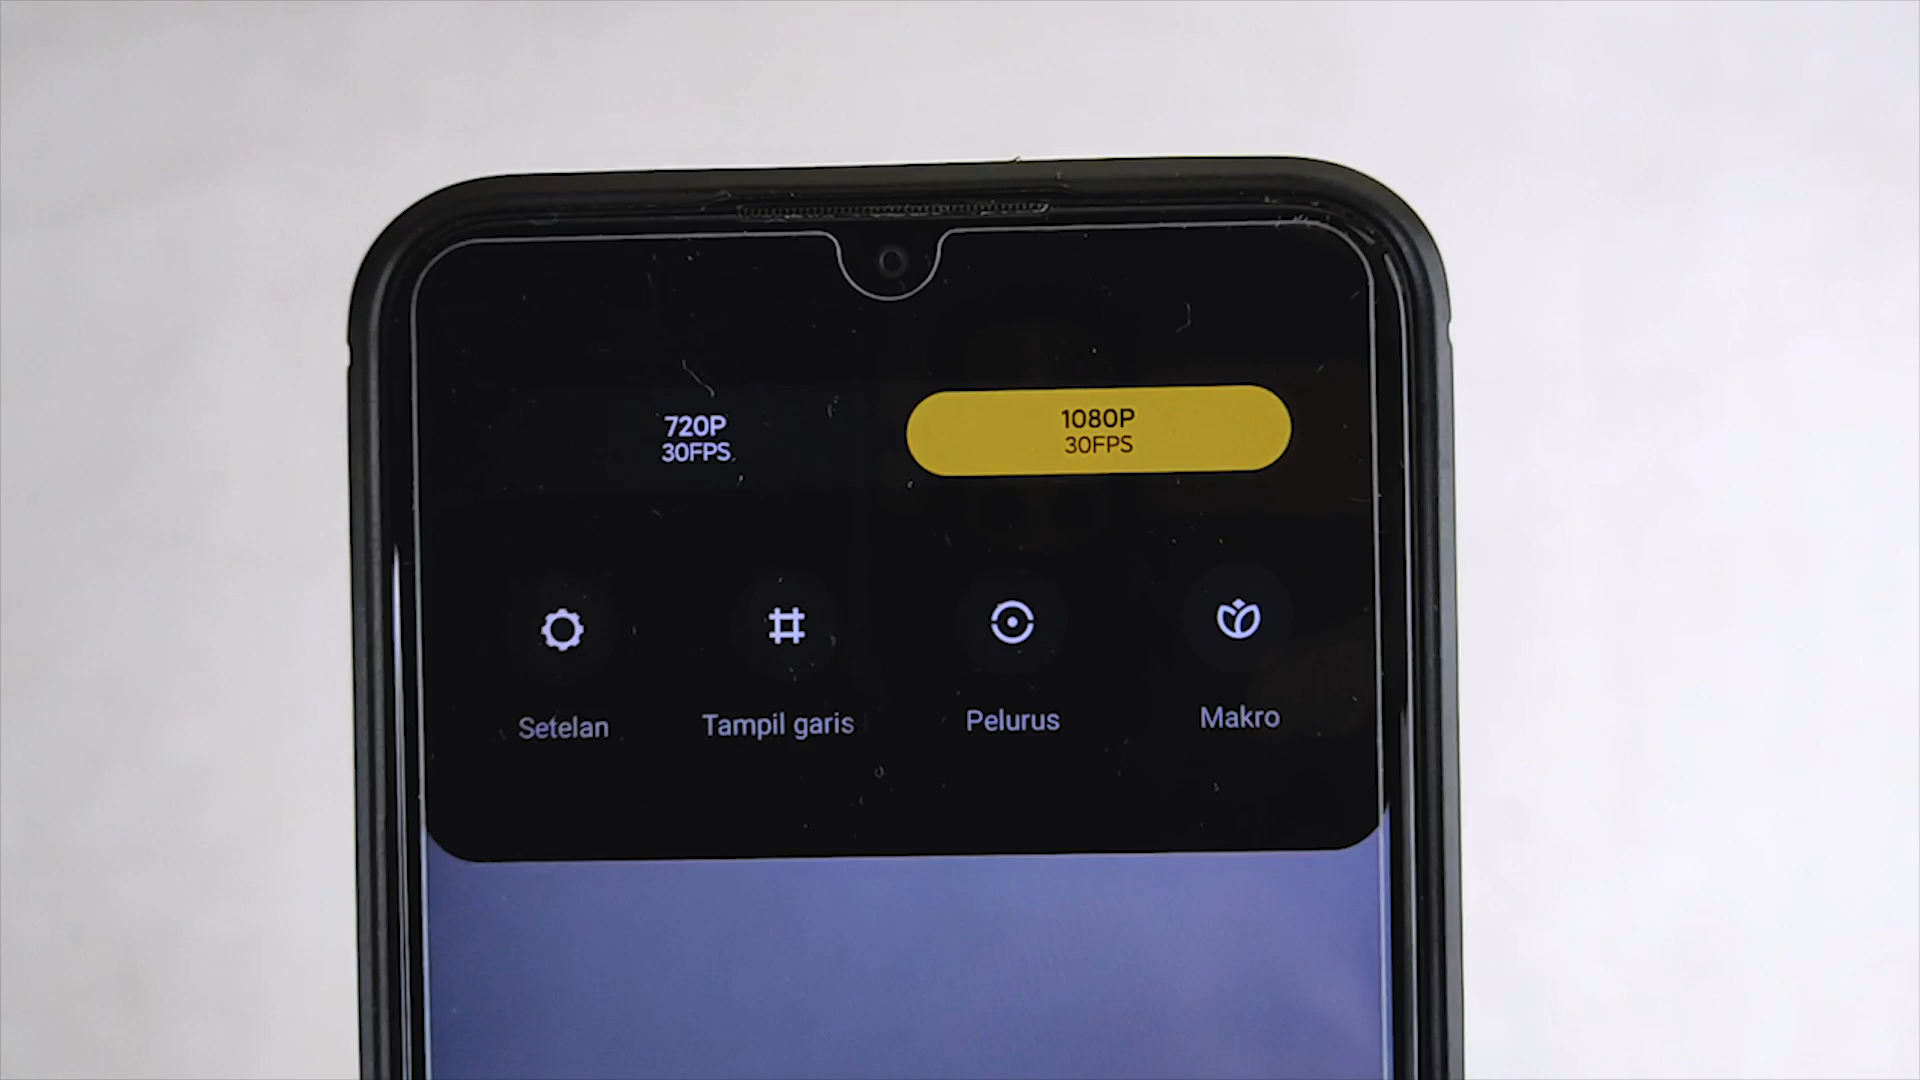 720P
30FPS
1080P
30FPS
Setelan
Tampil garis
Pelurus
Makro